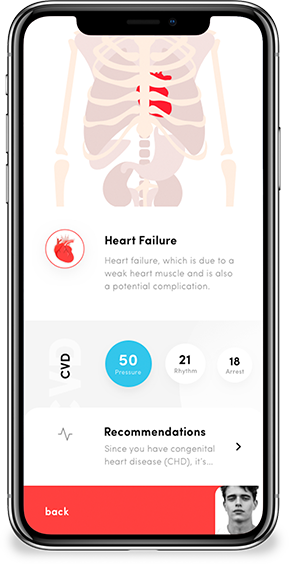 Heart Failure
Heart failure, which is due to a
weak heart muscle and is also
a potential complication.
CVD
50
Pressure
21
Rhythm
18
Arrest
Recommendations
Since you have congenital
heart disease (CHD), it's...
back